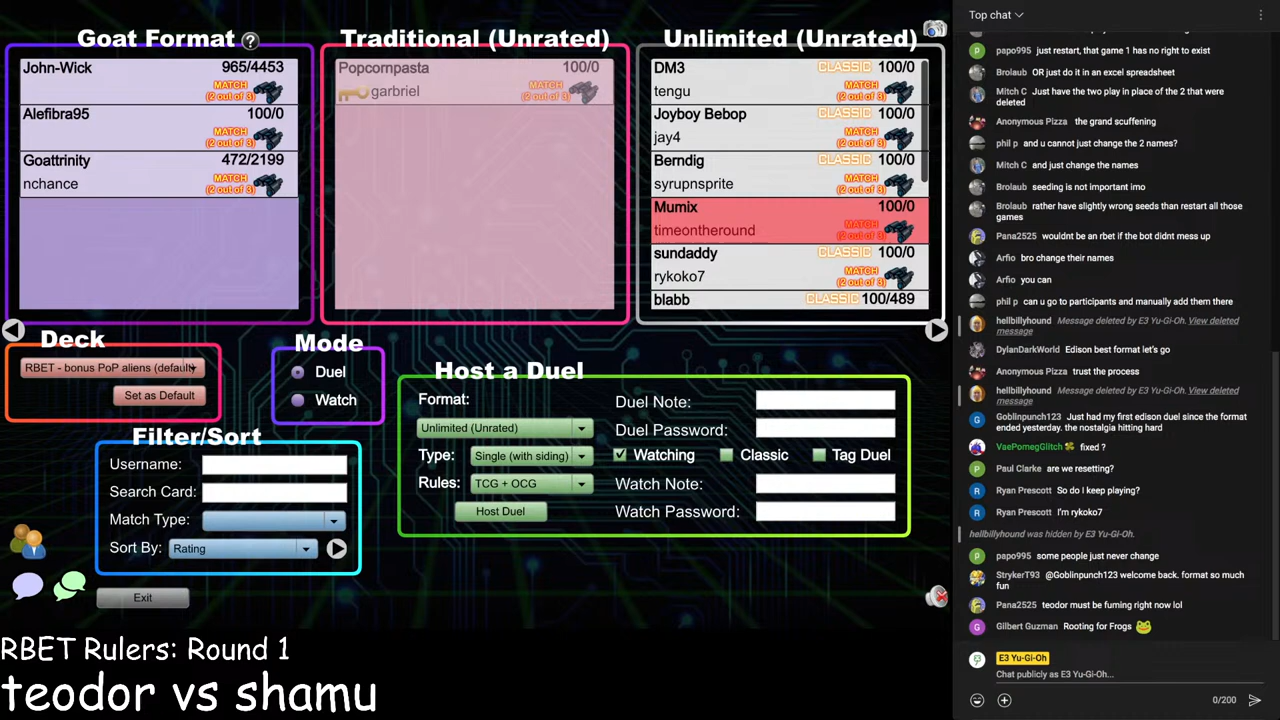 Goat Format ?
John-Wick 965/4453
MATCH
(2 out of 3)
Alefibra95 100/0
MATCH
(2 out of 3)
Goattrinity 472/2199
nchance MATCH
(2 out of 3)
Traditional (Unrated)
Popcornpasta 100/0
garbriel MATCH
(2 out of 3)
Unlimited (Unrated)
DM3 CLASSIC 100/0
tengu MATCH
(2 out of 3)
Joyboy Bebop CLASSIC 100/0
jay4 MATCH
(2 out of 3)
Berndig CLASSIC 100/0
syrupnsprite MATCH
(2 out of 3)
Mumix 100/0
timeontheround MATCH
(2 out of 3)
sundaddy CLASSIC 100/0
rykoko7 MATCH
(2 out of 3)
blabb CLASSIC 100/489
Deck
RBET - bonus PoP aliens (default)
Set as Default
Mode
Duel
Watch
Filter/Sort
Username:
Search Card:
Match Type:
Sort By: Rating
Exit
Host a Duel
Format:
Unlimited (Unrated)
Type: Single (with siding)
Rules: TCG + OCG
Host Duel
Duel Note:
Duel Password:
Watching Classic Tag Duel
Watch Note:
Watch Password:
RBET Rulers: Round 1
teodor vs shamu
Top chat
papo995 just restart, that game 1 has no right to exist
Brolaub OR just do it in an excel spreadsheet
Mitch C Just have the two play in place of the 2 that were
deleted
Anonymous Pizza the grand scuffening
phil p and u cannot just change the 2 names?
Mitch C and just change the names
Brolaub seeding is not important imo
Brolaub rather have slightly wrong seeds than restart all those
games
Pana2525 wouldnt be an rbet if the bot didnt mess up
Arfio bro change their names
Arfio you can
phil p can u go to participants and manually add them there
hellbillyhound Message deleted by E3 Yu-Gi-Oh. View deleted
message
DylanDarkWorld Edison best format let's go
Anonymous Pizza trust the process
hellbillyhound Message deleted by E3 Yu-Gi-Oh. View deleted
message
Goblinpunch123 Just had my first edison duel since the format
ended yesterday. the nostalgia hitting hard
VaePomegGlitch fixed ?
Paul Clarke are we resetting?
Ryan Prescott So do I keep playing?
Ryan Prescott I'm rykoko7
hellbillyhound was hidden by E3 Yu-Gi-Oh.
papo995 some people just never change
StrykerT93 @Goblinpunch123 welcome back. format so much
fun
Pana2525 teodor must be fuming right now lol
Gilbert Guzman Rooting for Frogs
E3 Yu-Gi-Oh
Chat publicly as E3 Yu-Gi-Oh...
0/200